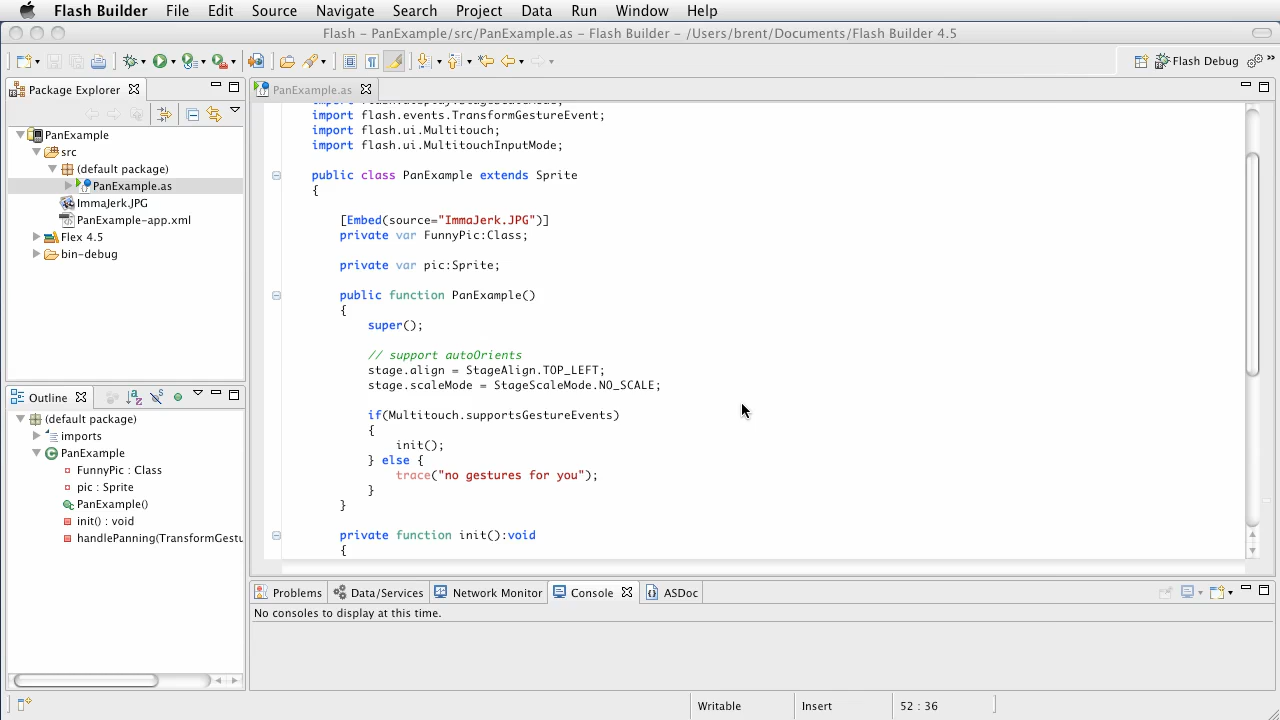 Flash Builder File Edit Source Navigate Search Project Data Run Window Help
Flash – PanExample/src/PanExample.as – Flash Builder – /Users/brent/Documents/Flash Builder 4.5
Flash Debug
Package Explorer
PanExample
src
(default package)
PanExample.as
ImmaJerk.JPG
PanExample-app.xml
Flex 4.5
bin-debug
Outline
(default package)
imports
PanExample
FunnyPic : Class
pic : Sprite
PanExample()
init() : void
handlePanning(TransformGestu
PanExample.as
import flash.events.TransformGestureEvent;
import flash.ui.Multitouch;
import flash.ui.MultitouchInputMode;
public class PanExample extends Sprite
{
[Embed(source="ImmaJerk.JPG")]
private var FunnyPic:Class;
private var pic:Sprite;
public function PanExample()
{
super();
// support autoOrients
stage.align = StageAlign.TOP_LEFT;
stage.scaleMode = StageScaleMode.NO_SCALE;
if(Multitouch.supportsGestureEvents)
{
init();
} else {
trace("no gestures for you");
}
}
private function init():void
{
Problems Data/Services Network Monitor Console ASDoc
No consoles to display at this time.
Writable Insert 52 : 36